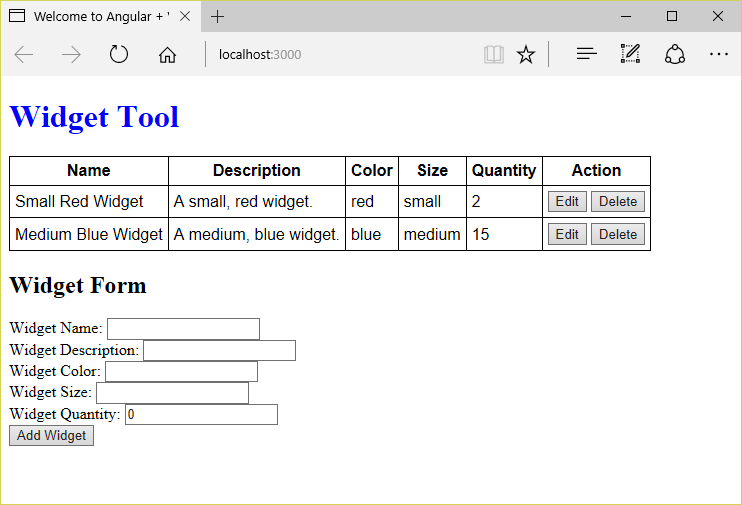 Welcome to Angular +
localhost:3000
Widget Tool
Name Description Color Size Quantity Action
Small Red Widget A small, red widget. red small 2 Edit Delete
Medium Blue Widget A medium, blue widget. blue medium 15 Edit Delete
Widget Form
Widget Name:
Widget Description:
Widget Color:
Widget Size:
Widget Quantity: 0
Add Widget